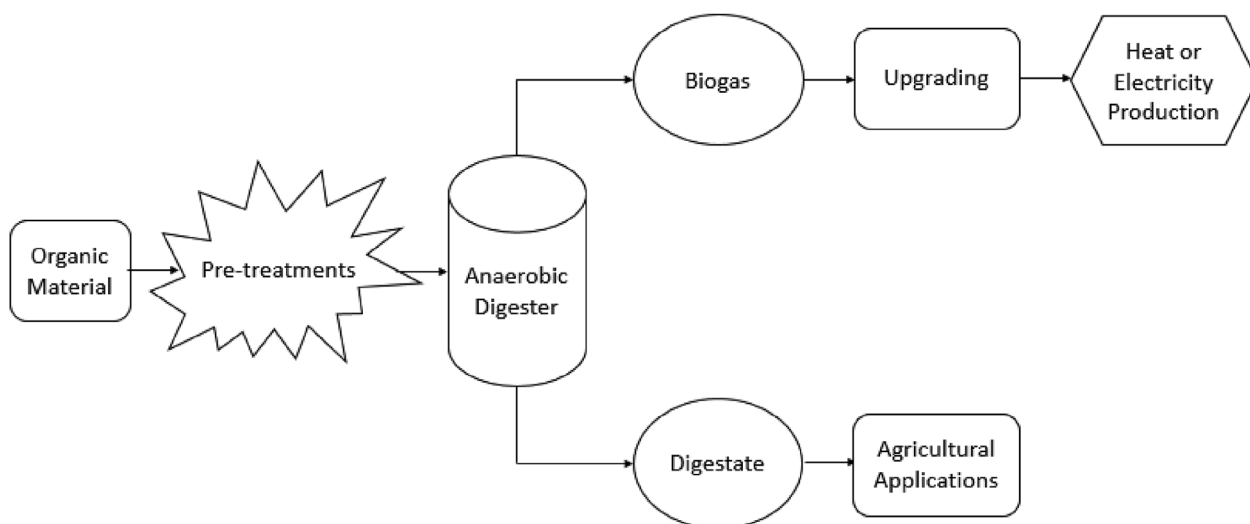 Organic
Material
Pre-treatments
Anaerobic
Digester
Biogas
Upgrading
Heat or
Electricity
Production
Digestate
Agricultural
Applications